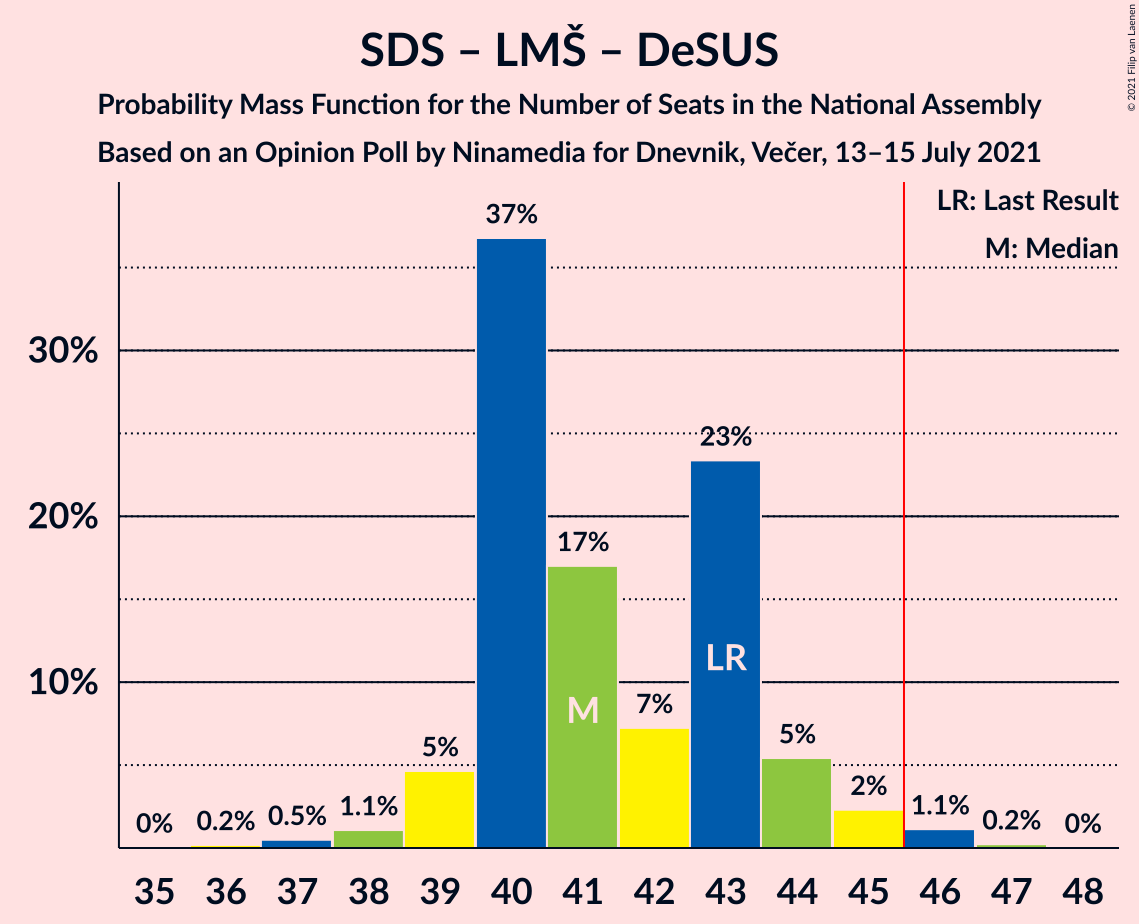 SDS – LMŠ – DeSUS
Probability Mass Function for the Number of Seats in the National Assembly
Based on an Opinion Poll by Ninamedia for Dnevnik, Večer, 13–15 July 2021
© 2021 Filip van Laenen
LR: Last Result
M: Median
37%
30%
23%
20%
17%
LR
10%
M
7%
5%
5%
2%
1.1%
1.1%
0.5%
0.2%
0.2%
0%
0%
35 36 37 38 39 40 41 42 43 44 45 46 47 48